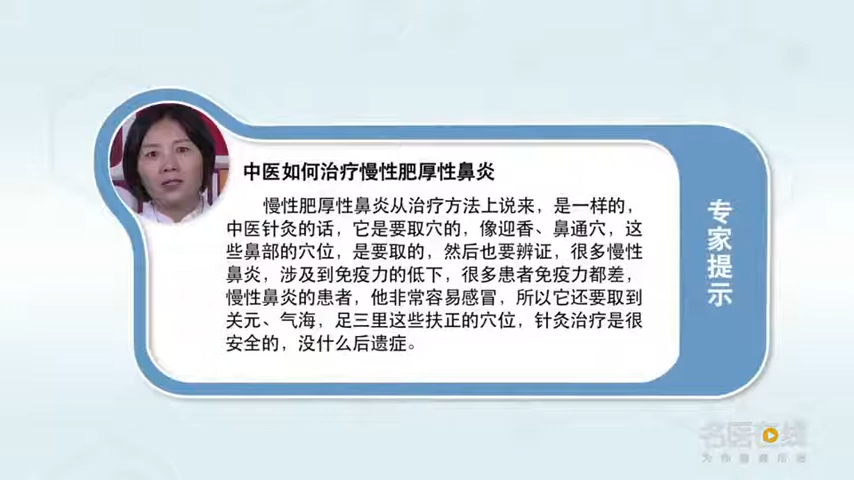 中医如何治疗慢性肥厚性鼻炎
慢性肥厚性鼻炎从治疗方法上说来，是一样的，
中医针灸的话，它是要取穴的，像迎香、鼻通穴，这
些鼻部的穴位，是要取的，然后也要辨证，很多慢性
鼻炎，涉及到免疫力的低下，很多患者免疫力都差，
慢性鼻炎的患者，他非常容易感冒，所以它还要取到
关元、气海，足三里这些扶正的穴位，针灸治疗是很
安全的，没什么后遗症。
专家提示
名医在线